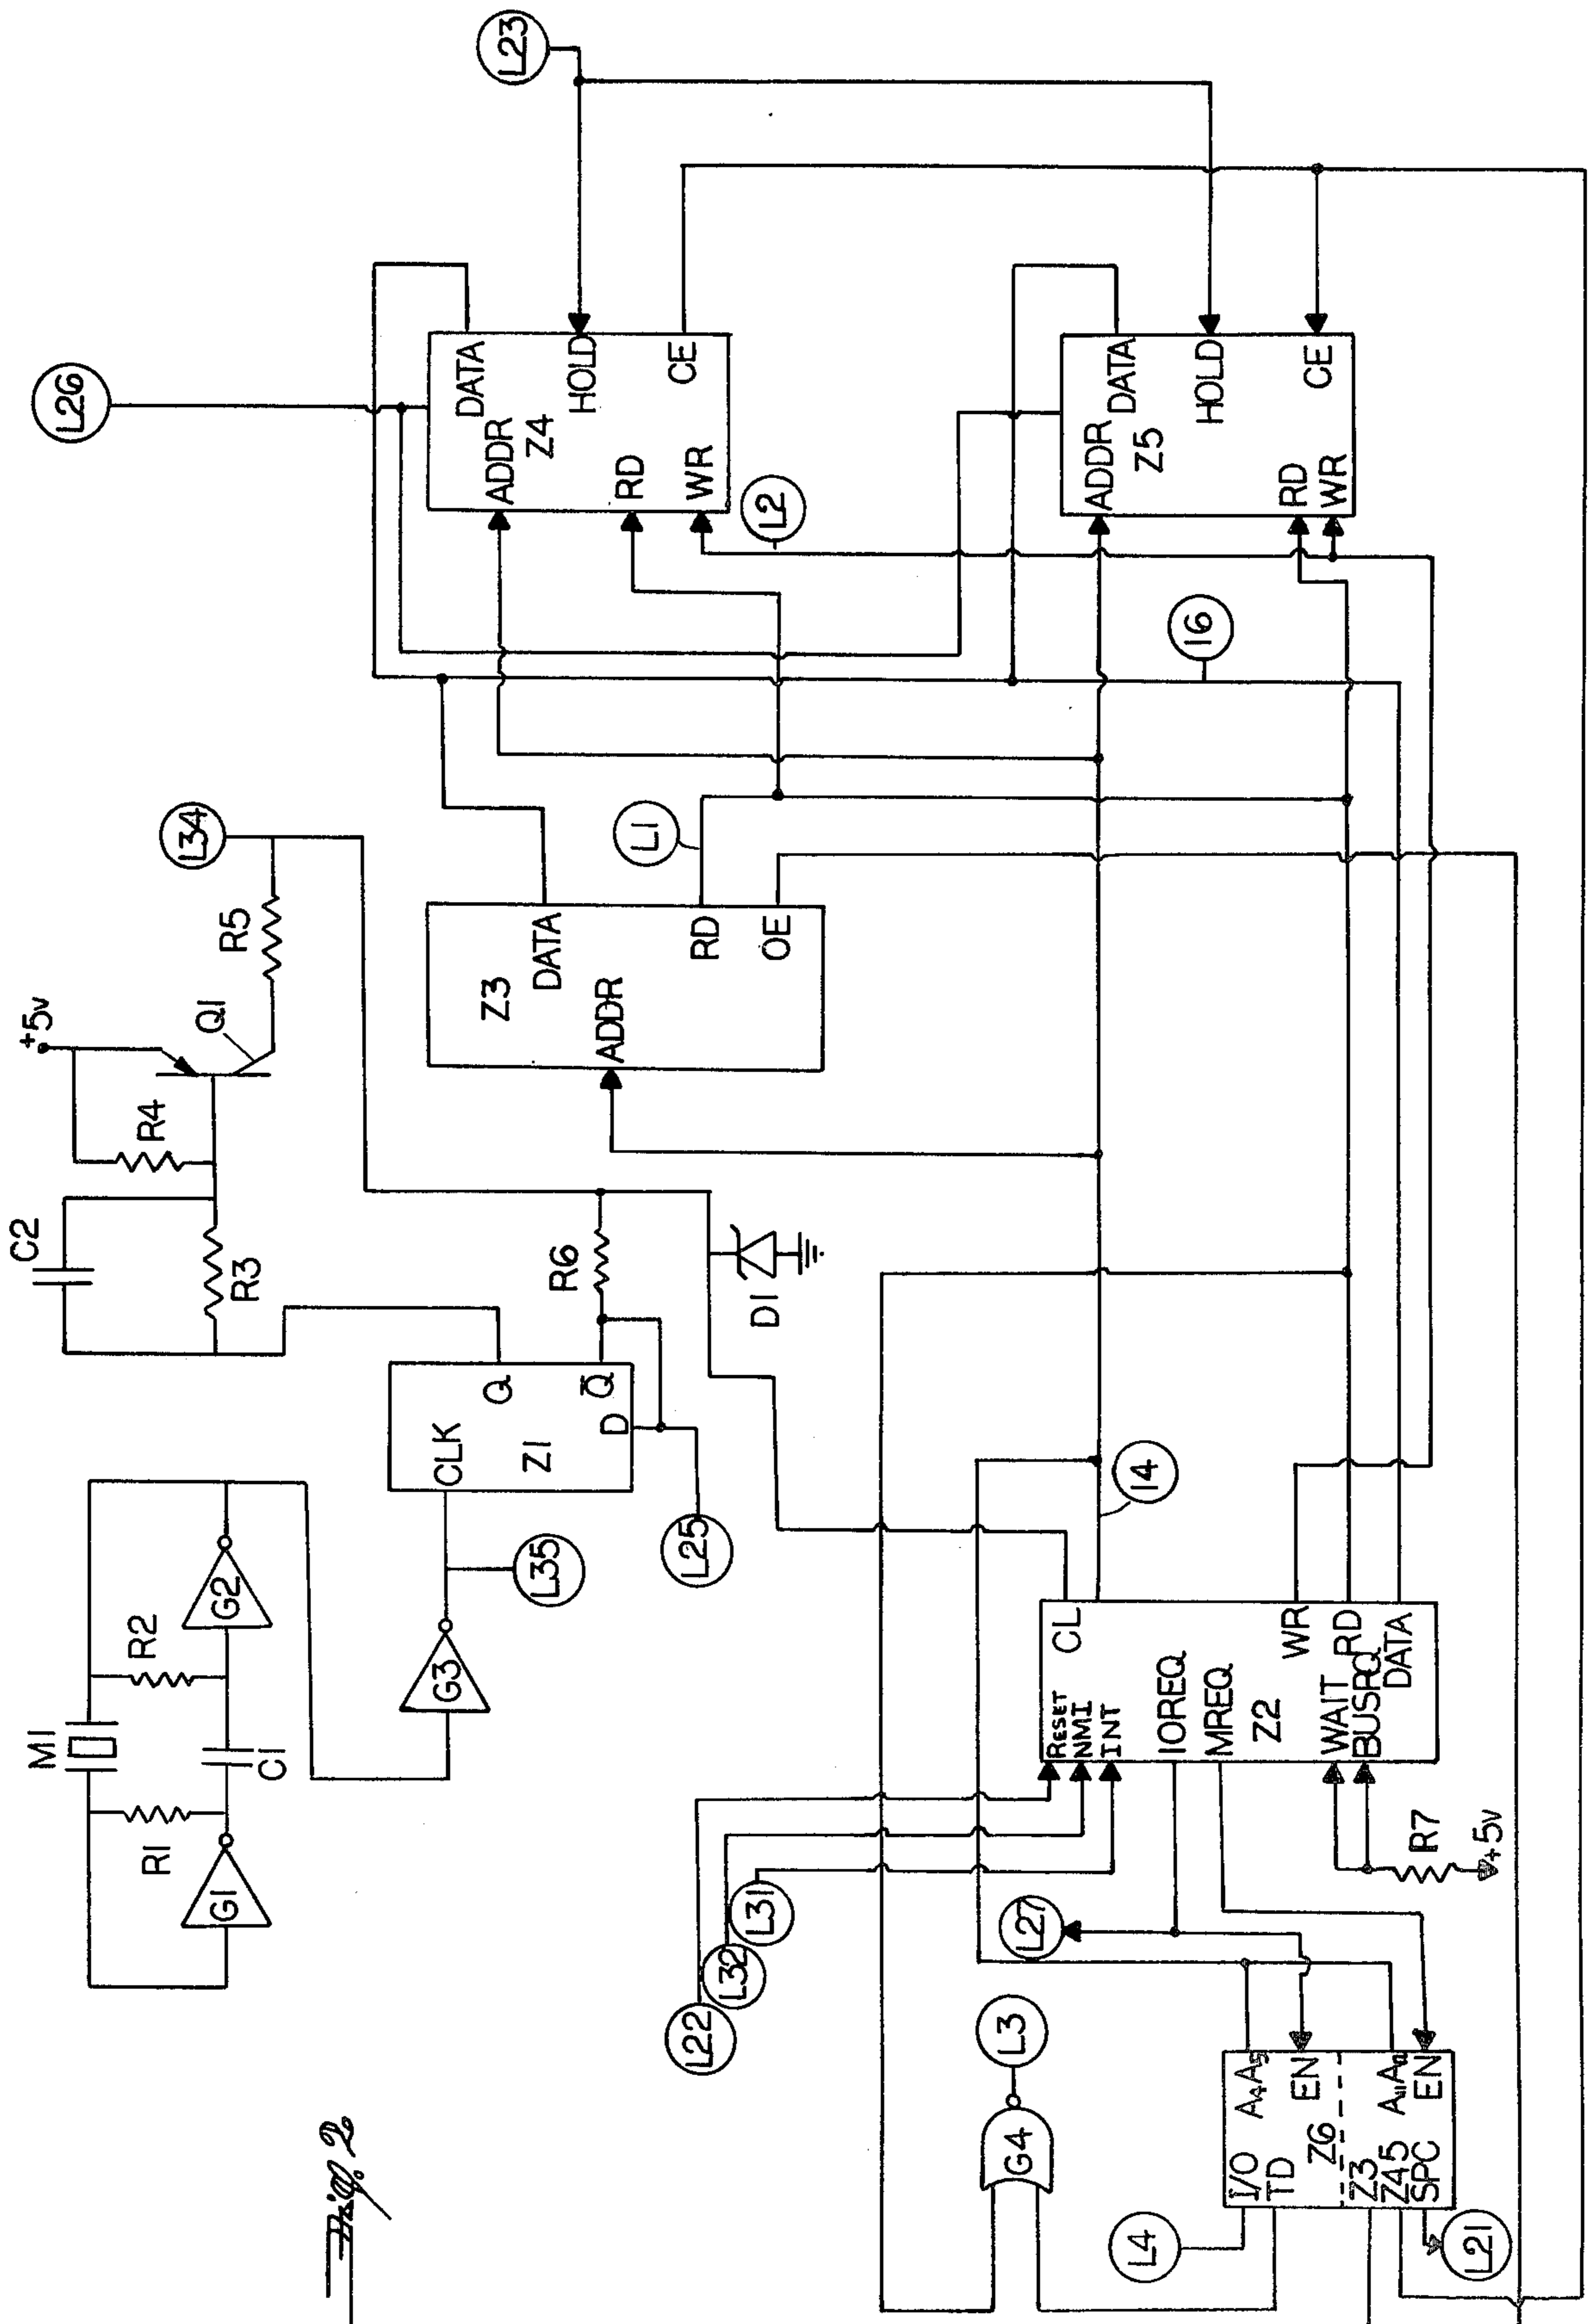 L23
L26
DATA
HOLD
CE
ADDR
Z4
RD
WR
L2
ADDR
DATA
Z5
HOLD
CE
RD
WR
16
L34
L1
R5
+5v
Q1
R4
C2
R3
Z3
DATA
ADDR
RD
OE
R6
D1
CLK
Q
Q̅
D
Z1
L25
L35
M1
R1
R2
C1
G1
G2
G3
14
CL
RESET
NMI
INT
IOREQ
MREQ
Z2
WR
RD
WAIT
BUSRQ
DATA
R7
+5v
L22
L32
L31
L27
L3
G4
L4
I/O
TD
A4A5
EN
Z6
Z3
Z45
SPC
EN
L21
Fig. 2